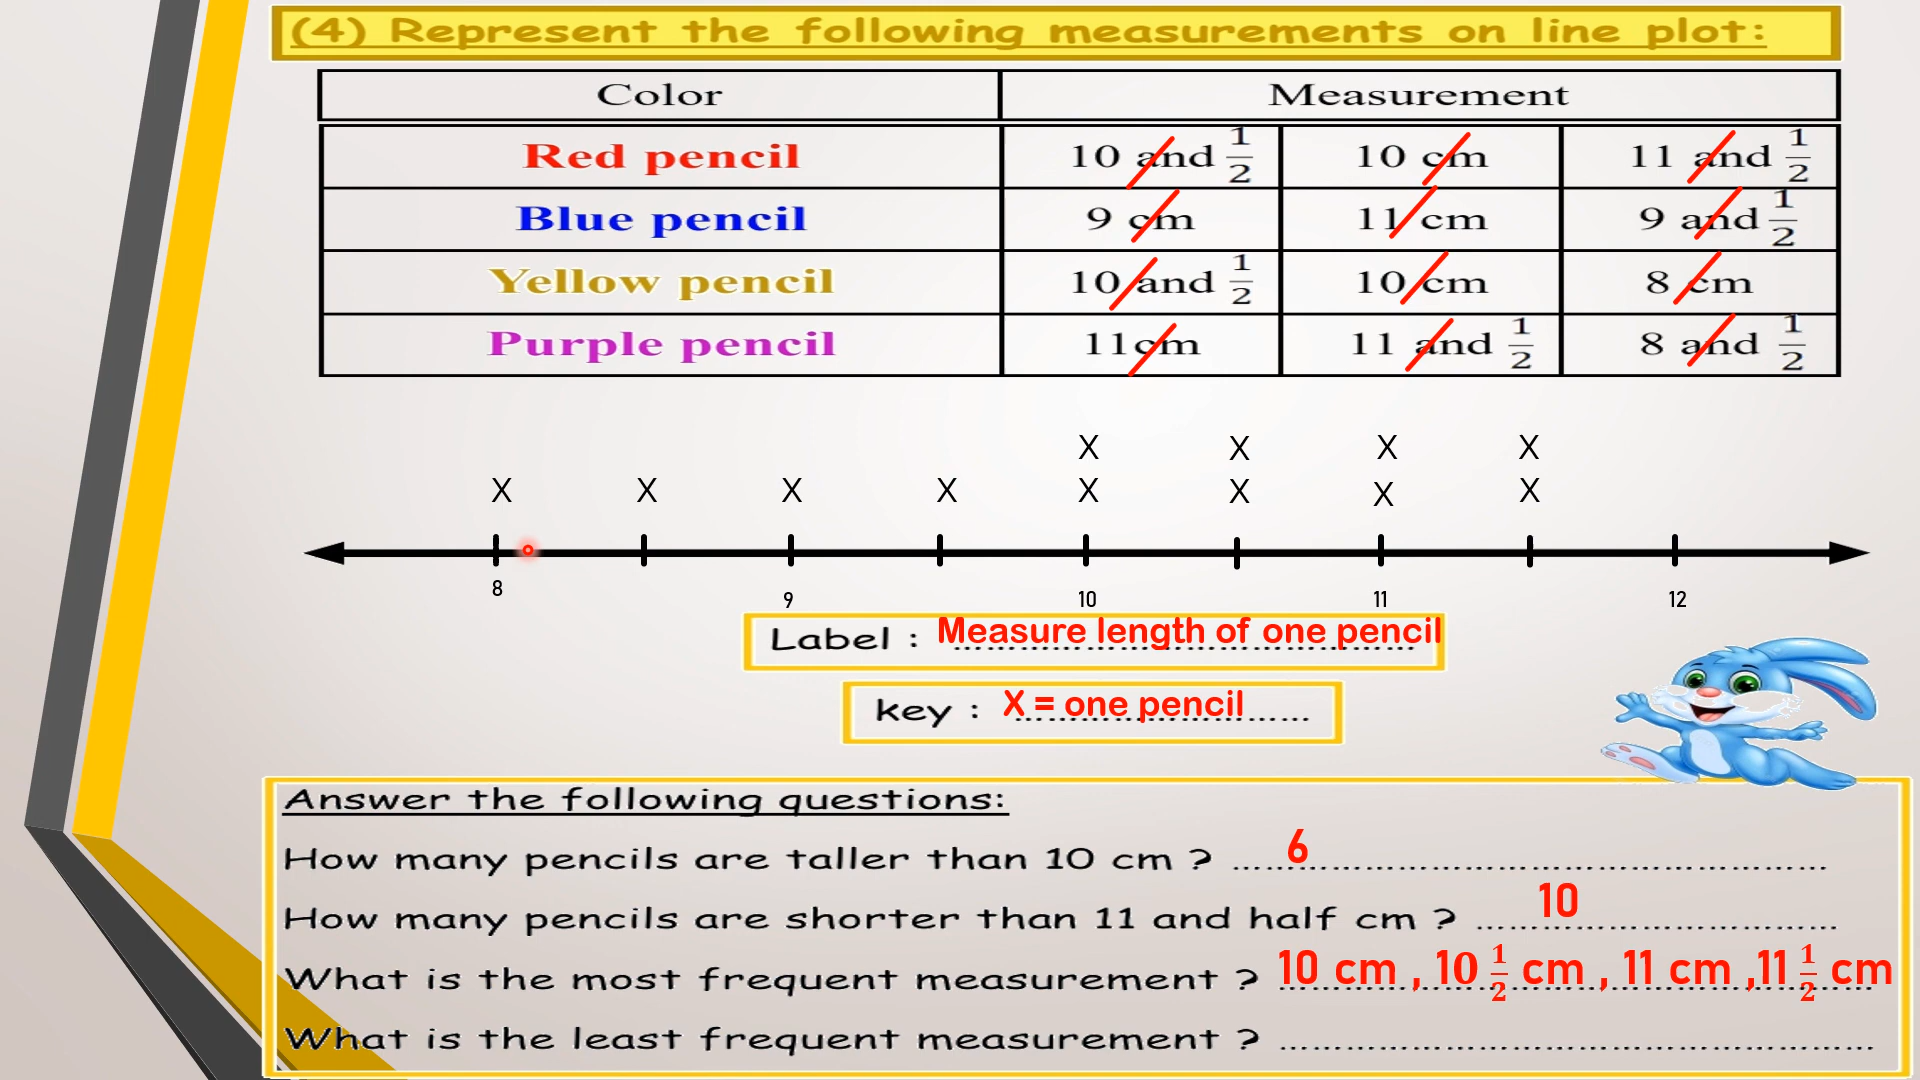 (4) Represent the following measurements on line plot:
Color Measurement
Red pencil 10 and 1/2 10 cm 11 and 1/2
Blue pencil 9 cm 11 cm 9 and 1/2
Yellow pencil 10 and 1/2 10 cm 8 cm
Purple pencil 11cm 11 and 1/2 8 and 1/2
X X X X
X X X X X X X X
8 9 10 11 12
Label : Measure length of one pencil
key : X = one pencil
Answer the following questions:
How many pencils are taller than 10 cm ? 6
How many pencils are shorter than 11 and half cm ? 10
What is the most frequent measurement ? 10 cm , 10 1/2 cm , 11 cm ,11 1/2 cm
What is the least frequent measurement ?